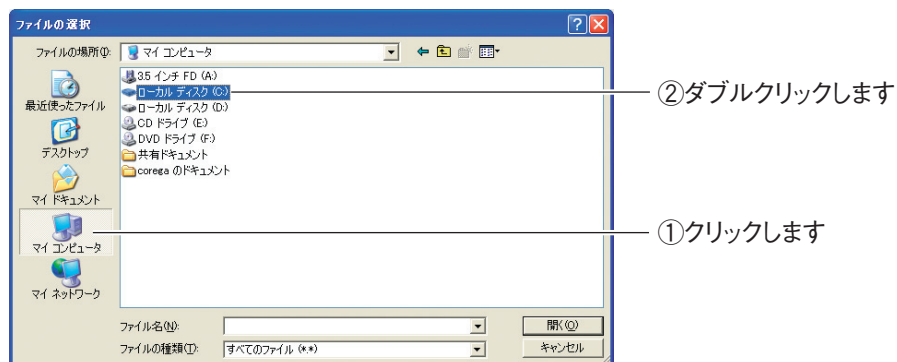 ファイルの選択
ファイルの場所(I):
マイ コンピュータ
3.5 インチ FD (A:)
ローカル ディスク (C:)
ローカル ディスク (D:)
CD ドライブ (E:)
DVD ドライブ (F:)
共有ドキュメント
corega のドキュメント
最近使ったファイル
デスクトップ
マイ ドキュメント
マイ コンピュータ
マイ ネットワーク
②ダブルクリックします
①クリックします
ファイル名(N):
開く(O)
ファイルの種類(T):
すべてのファイル (*.*)
キャンセル